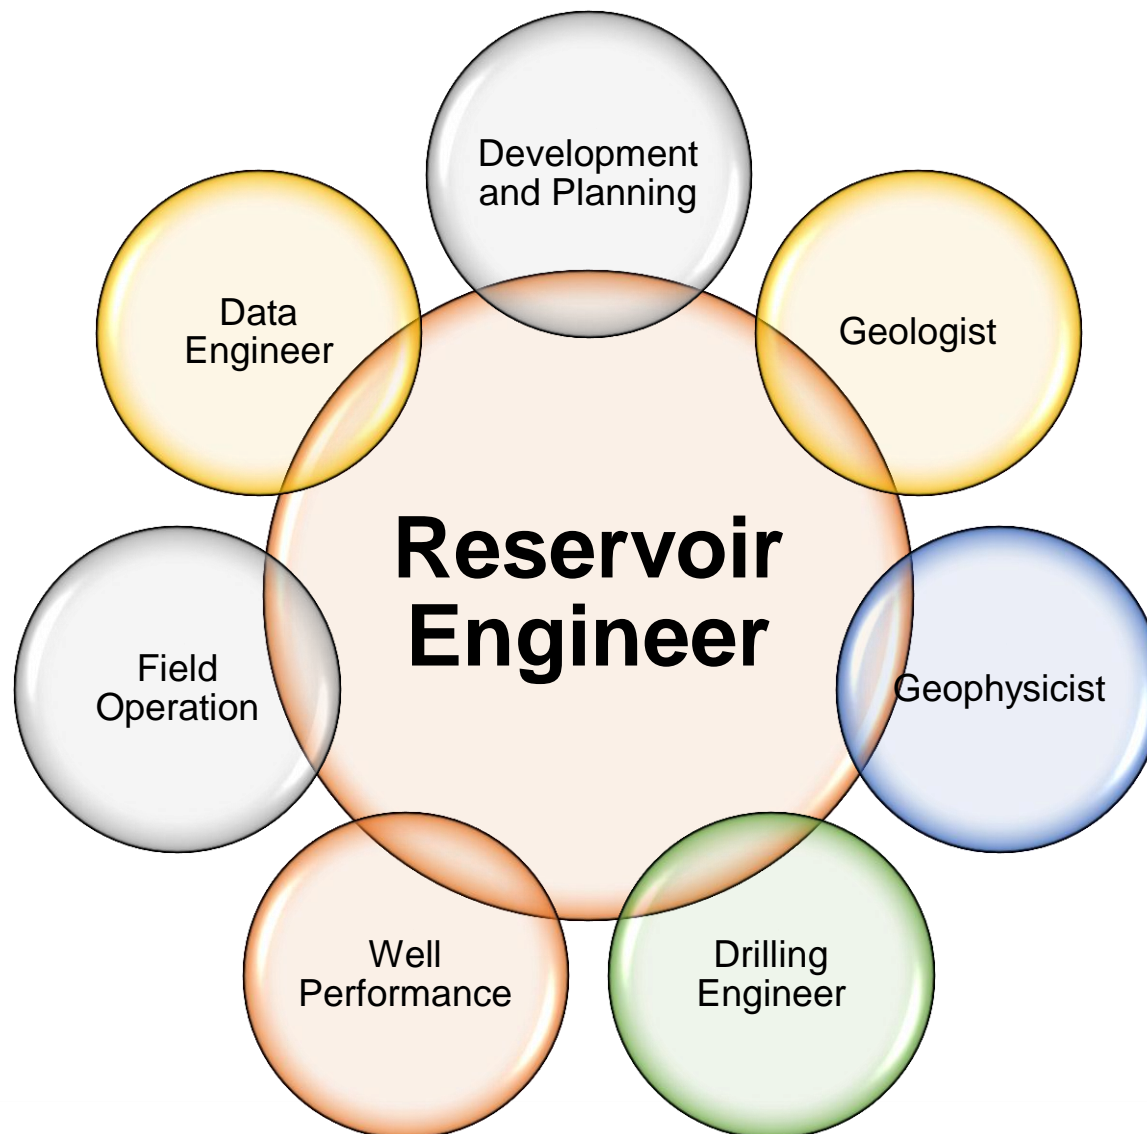 Development
and Planning
Data
Engineer
Geologist
Reservoir
Engineer
Field
Operation
Geophysicist
Well
Performance
Drilling
Engineer